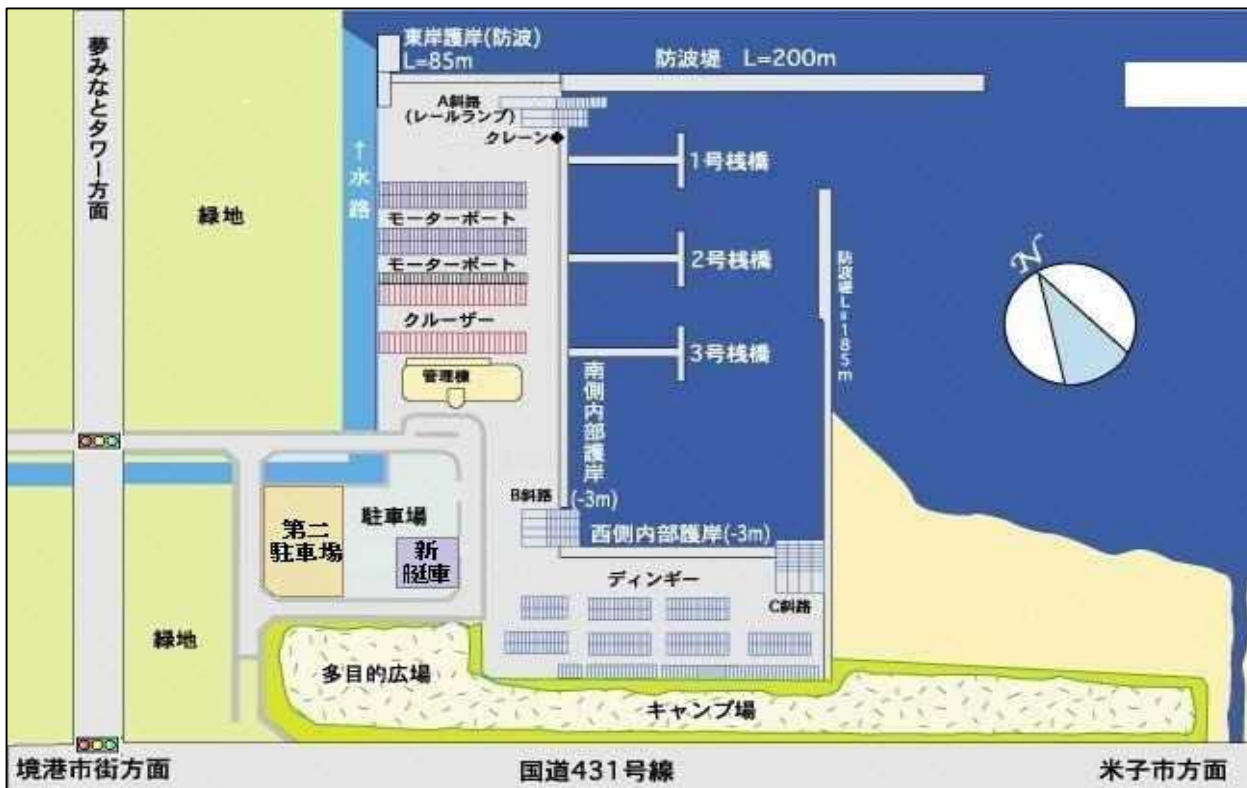 東岸護岸(防波)
L=85m
防波堤 L=200m
夢みなとタワー方面
A斜路
(レールランプ)
クレーン◆
1号桟橋
↑水路
緑地
モーターボート
2号桟橋
モーターボート
防波堤L=185m
N
クルーザー
3号桟橋
管理棟
南側内部護岸
(-3m)
B斜路
駐車場
第二
駐車場
新
艇庫
西側内部護岸(-3m)
ディンギー
C斜路
緑地
多目的広場
キャンプ場
境港市街方面
国道431号線
米子市方面